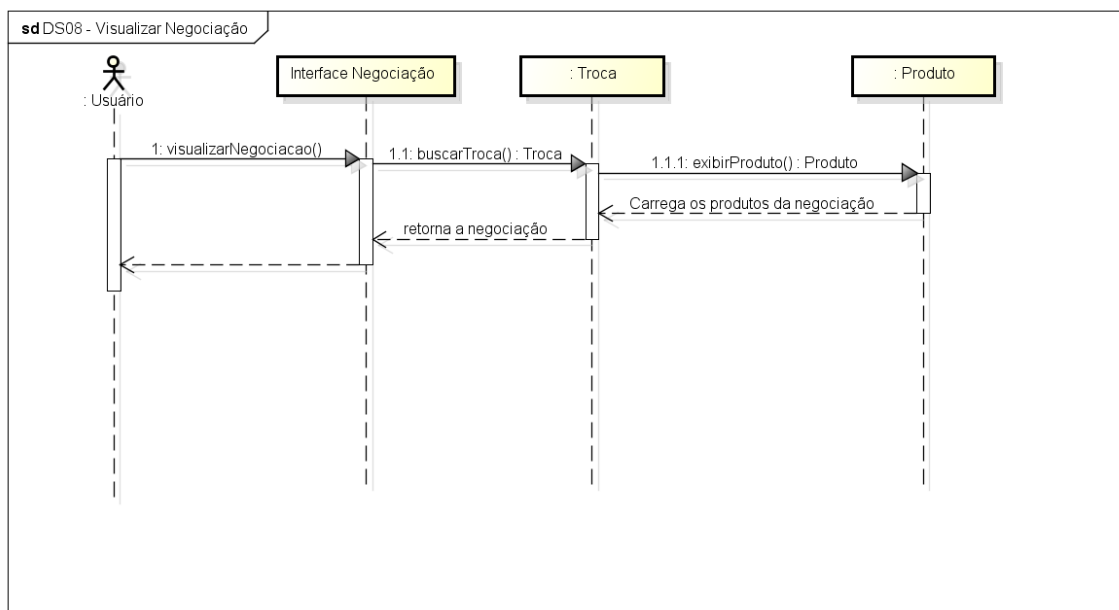 sd DS08 - Visualizar Negociação
: Usuário
Interface Negociação
: Troca
: Produto
1: visualizarNegociacao()
1.1: buscarTroca() : Troca
1.1.1: exibirProduto() : Produto
Carrega os produtos da negociação
retorna a negociação